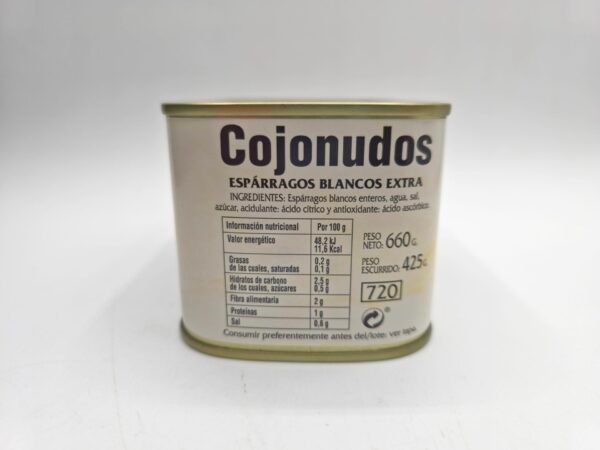 Cojonudos
ESPÁRRAGOS BLANCOS EXTRA
INGREDIENTES: Espárragos blancos enteros, agua, sal,
azúcar, acidulante: ácido cítrico y antioxidante: ácido ascórbico.
Información nutricional Por 100 g
Valor energético 48,2 kJ
11,6 Kcal
Grasas 0,2 g
de las cuales, saturadas 0,1 g
Hidratos de carbono 2,5 g
de los cuales, azúcares 0,5 g
Fibra alimentaria 2 g
Proteínas 1 g
Sal 0,6 g
PESO
NETO: 660 G.
PESO
ESCURRIDO: 425 G.
720
®
Consumir preferentemente antes del/lote: ver tapa.